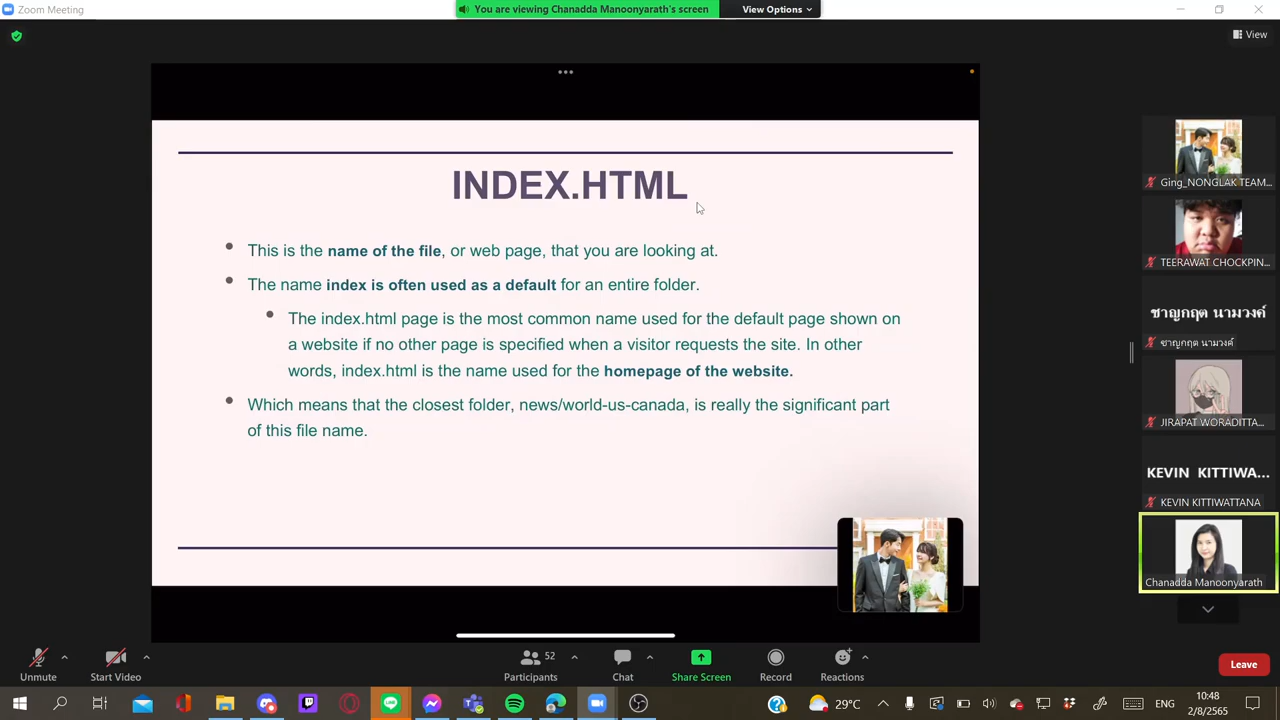 Zoom Meeting
You are viewing Chanadda Manoonyarath's screen
View Options
View
INDEX.HTML
This is the name of the file, or web page, that you are looking at.
The name index is often used as a default for an entire folder.
The index.html page is the most common name used for the default page shown on
a website if no other page is specified when a visitor requests the site. In other
words, index.html is the name used for the homepage of the website.
Which means that the closest folder, news/world-us-canada, is really the significant part
of this file name.
Ging_NONGLAK TEAM...
TEERAWAT CHOCKPIN...
ชาญกฤต นามวงค์
ชาญกฤต นามวงค์
JIRAPAT WORADITTA...
KEVIN KITTIWA...
KEVIN KITTIWATTANA
Chanadda Manoonyarath
Unmute
Start Video
52
Participants
Chat
Share Screen
Record
Reactions
Leave
29°C
ENG
10:48
2/8/2565